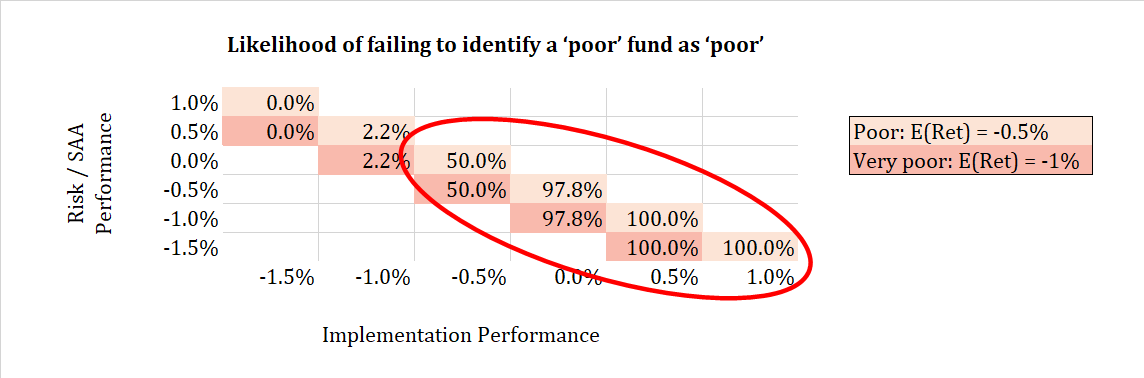 Likelihood of failing to identify a ‘poor’ fund as ‘poor’
Risk / SAA
Performance
1.0% 0.0%
0.5% 0.0% 2.2%
0.0% 2.2% 50.0%
-0.5% 50.0% 97.8%
-1.0% 97.8% 100.0%
-1.5% 100.0% 100.0%
-1.5% -1.0% -0.5% 0.0% 0.5% 1.0%
Implementation Performance
Poor: E(Ret) = -0.5%
Very poor: E(Ret) = -1%